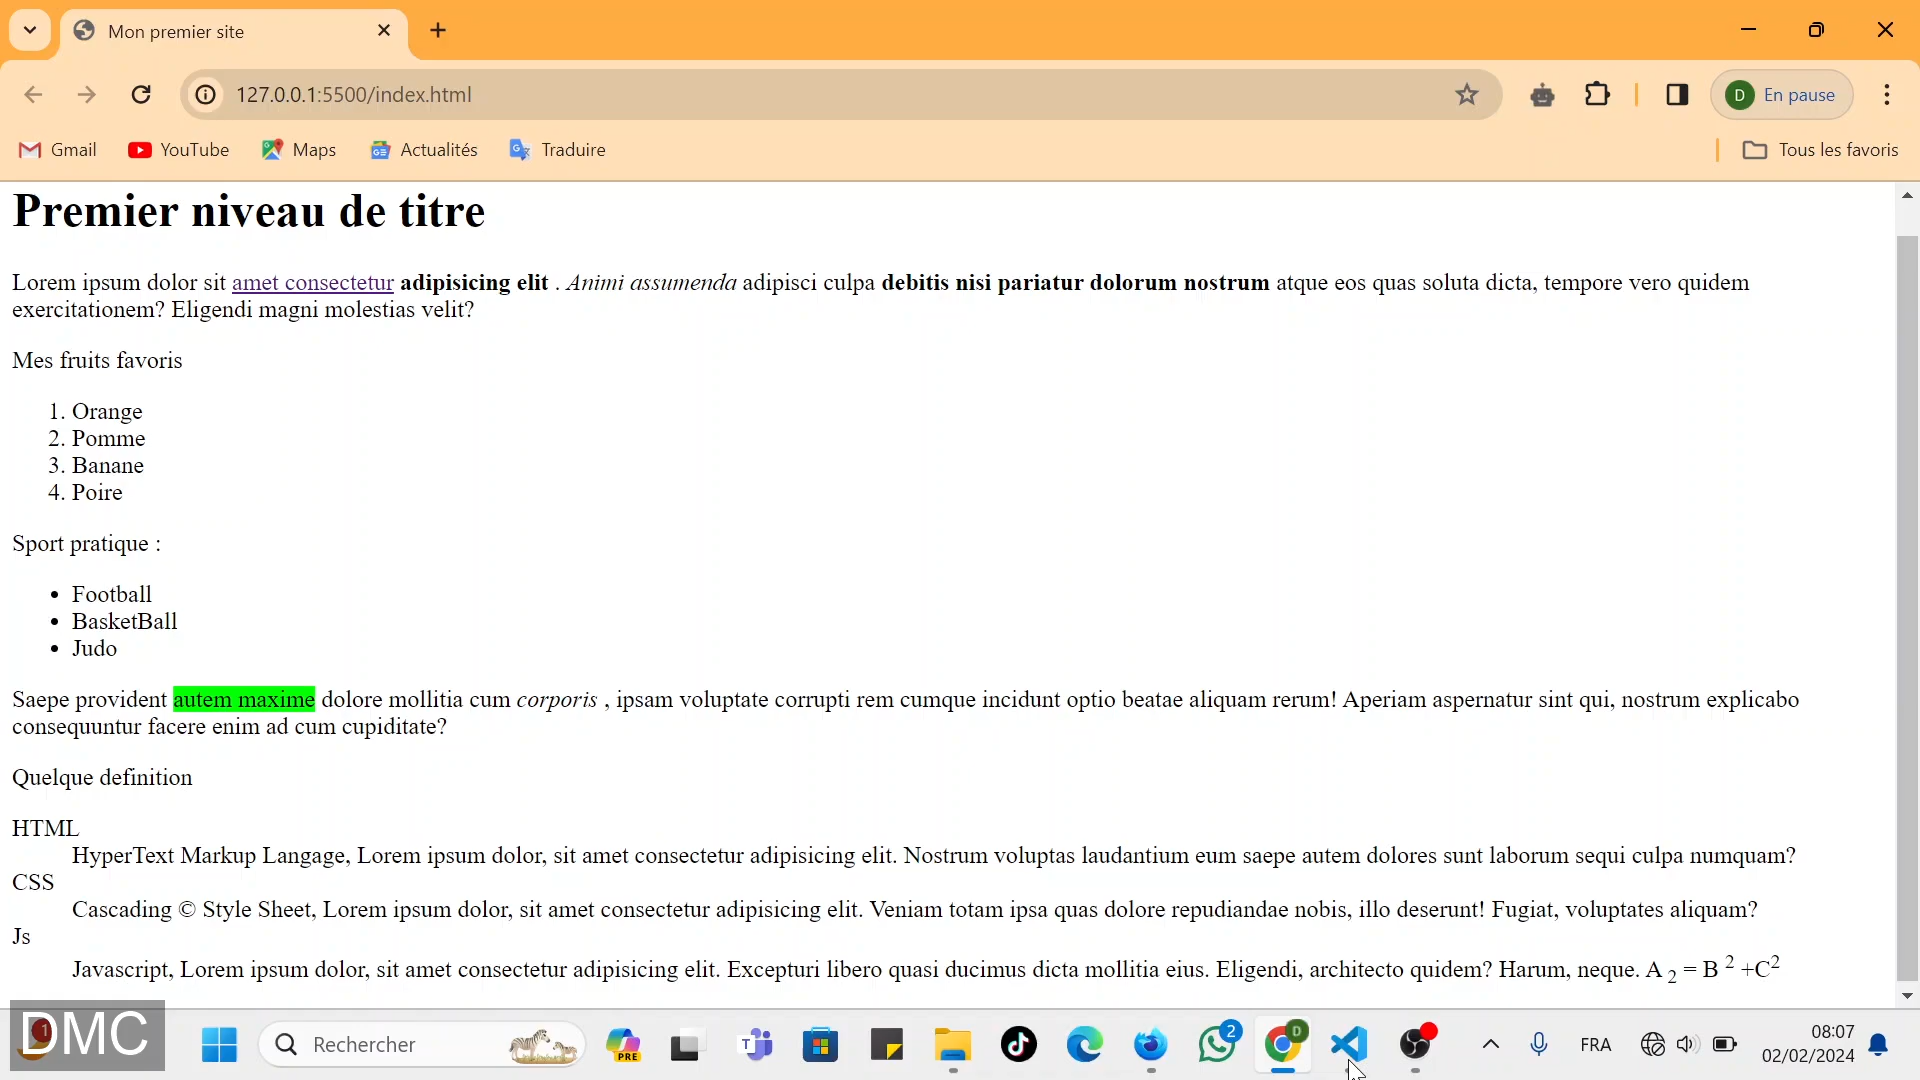 Mon premier site
127.0.0.1:5500/index.html
En pause
D
Gmail
YouTube
Maps
Actualités
Traduire
Tous les favoris
Premier niveau de titre
Lorem ipsum dolor sit amet consectetur adipisicing elit . Animi assumenda adipisci culpa debitis nisi pariatur dolorum nostrum atque eos quas soluta dicta, tempore vero quidem
exercitationem? Eligendi magni molestias velit?
Mes fruits favoris
1. Orange
2. Pomme
3. Banane
4. Poire
Sport pratique :
• Football
• BasketBall
• Judo
Saepe provident autem maxime dolore mollitia cum corporis , ipsam voluptate corrupti rem cumque incidunt optio beatae aliquam rerum! Aperiam aspernatur sint qui, nostrum explicabo
consequuntur facere enim ad cum cupiditate?
Quelque definition
HTML
HyperText Markup Langage, Lorem ipsum dolor, sit amet consectetur adipisicing elit. Nostrum voluptas laudantium eum saepe autem dolores sunt laborum sequi culpa numquam?
CSS
Cascading © Style Sheet, Lorem ipsum dolor, sit amet consectetur adipisicing elit. Veniam totam ipsa quas dolore repudiandae nobis, illo deserunt! Fugiat, voluptates aliquam?
Js
Javascript, Lorem ipsum dolor, sit amet consectetur adipisicing elit. Excepturi libero quasi ducimus dicta mollitia eius. Eligendi, architecto quidem? Harum, neque. A ₂ = B ² +C²
DMC
1
Rechercher
PRE
T
2
D
FRA
08:07
02/02/2024